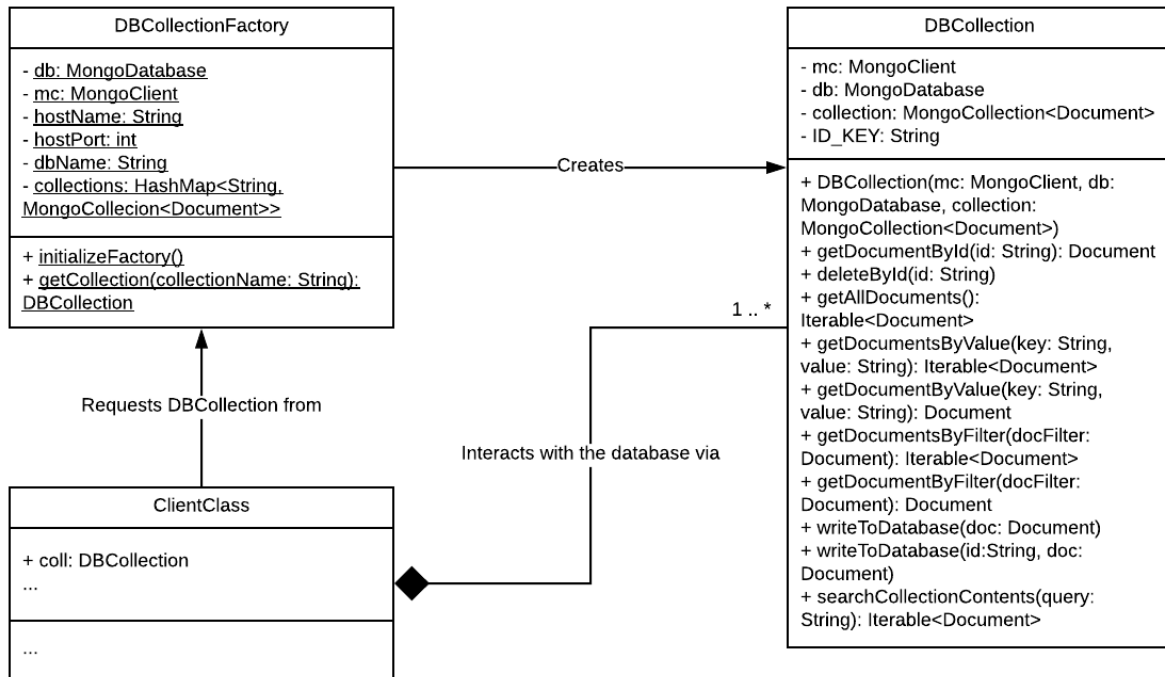 DBCollectionFactory
- db: MongoDatabase
- mc: MongoClient
- hostName: String
- hostPort: int
- dbName: String
- collections: HashMap<String,
MongoCollecion<Document>>
+ initializeFactory()
+ getCollection(collectionName: String):
DBCollection
Creates
DBCollection
- mc: MongoClient
- db: MongoDatabase
- collection: MongoCollection<Document>
- ID_KEY: String
+ DBCollection(mc: MongoClient, db:
MongoDatabase, collection:
MongoCollection<Document>)
+ getDocumentById(id: String): Document
+ deleteById(id: String)
+ getAllDocuments():
Iterable<Document>
+ getDocumentsByValue(key: String,
value: String): Iterable<Document>
+ getDocumentByValue(key: String,
value: String): Document
+ getDocumentsByFilter(docFilter:
Document): Iterable<Document>
+ getDocumentByFilter(docFilter:
Document): Document
+ writeToDatabase(doc: Document)
+ writeToDatabase(id:String, doc:
Document)
+ searchCollectionContents(query:
String): Iterable<Document>
1 .. *
Requests DBCollection from
Interacts with the database via
ClientClass
+ coll: DBCollection
...
...